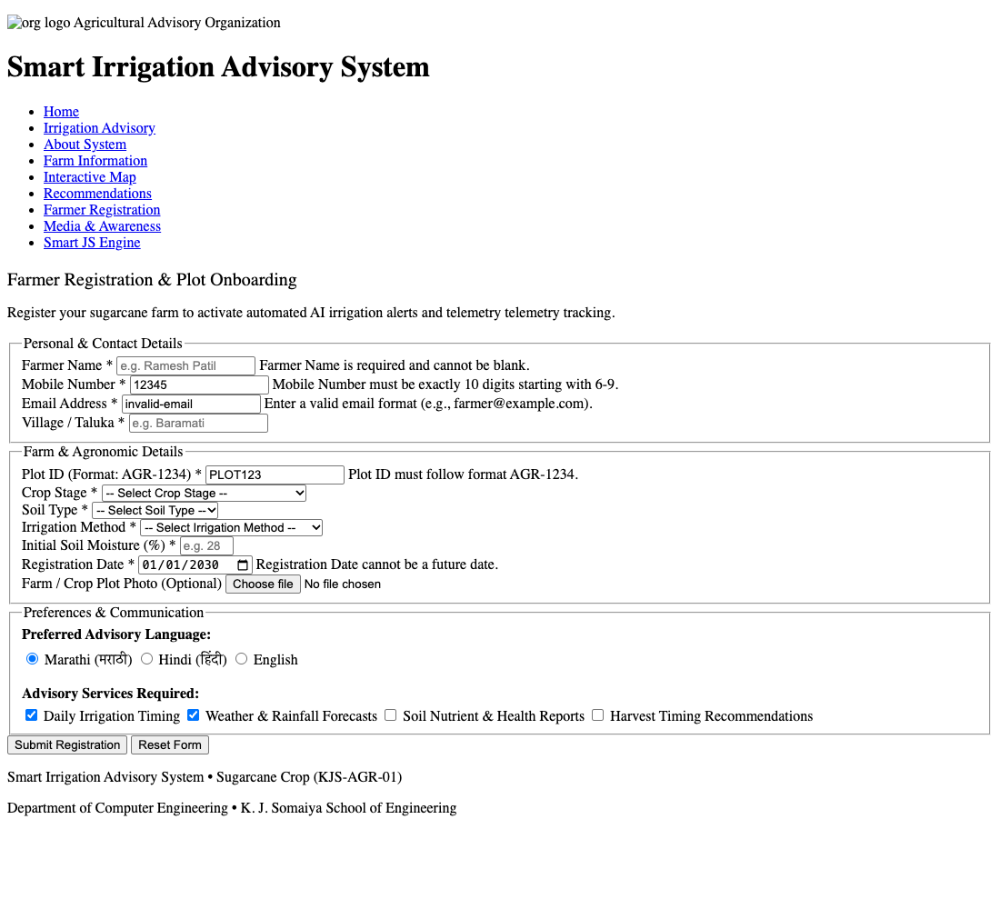 org logo Agricultural Advisory Organization
Smart Irrigation Advisory System
Home
Irrigation Advisory
About System
Farm Information
Interactive Map
Recommendations
Farmer Registration
Media & Awareness
Smart JS Engine
Farmer Registration & Plot Onboarding
Register your sugarcane farm to activate automated AI irrigation alerts and telemetry telemetry tracking.
Personal & Contact Details
Farmer Name * e.g. Ramesh Patil Farmer Name is required and cannot be blank.
Mobile Number * 12345 Mobile Number must be exactly 10 digits starting with 6-9.
Email Address * invalid-email Enter a valid email format (e.g., farmer@example.com).
Village / Taluka * e.g. Baramati
Farm & Agronomic Details
Plot ID (Format: AGR-1234) * PLOT123 Plot ID must follow format AGR-1234.
Crop Stage * -- Select Crop Stage --
Soil Type * -- Select Soil Type --
Irrigation Method * -- Select Irrigation Method --
Initial Soil Moisture (%) * e.g. 28
Registration Date * 01/01/2030 Registration Date cannot be a future date.
Farm / Crop Plot Photo (Optional) Choose file No file chosen
Preferences & Communication
Preferred Advisory Language:
Marathi (मराठी) Hindi (हिंदी) English
Advisory Services Required:
Daily Irrigation Timing Weather & Rainfall Forecasts Soil Nutrient & Health Reports Harvest Timing Recommendations
Submit Registration Reset Form
Smart Irrigation Advisory System • Sugarcane Crop (KJS-AGR-01)
Department of Computer Engineering • K. J. Somaiya School of Engineering